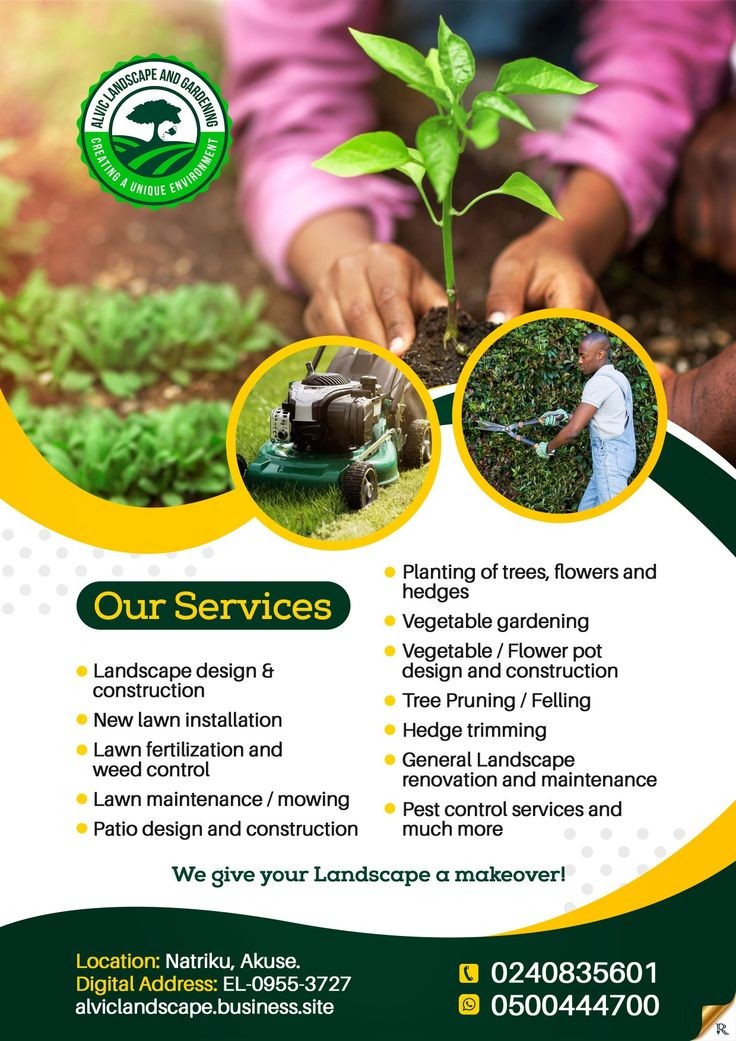 ALVIC LANDSCAPE AND GARDENING
CREATING A UNIQUE ENVIRONMENT
Our Services
Landscape design &
construction
New lawn installation
Lawn fertilization and
weed control
Lawn maintenance / mowing
Patio design and construction
Planting of trees, flowers and
hedges
Vegetable gardening
Vegetable / Flower pot
design and construction
Tree Pruning / Felling
Hedge trimming
General Landscape
renovation and maintenance
Pest control services and
much more
We give your Landscape a makeover!
Location: Natriku, Akuse.
Digital Address: EL-0955-3727
alviclandscape.business.site
0240835601
0500444700
R